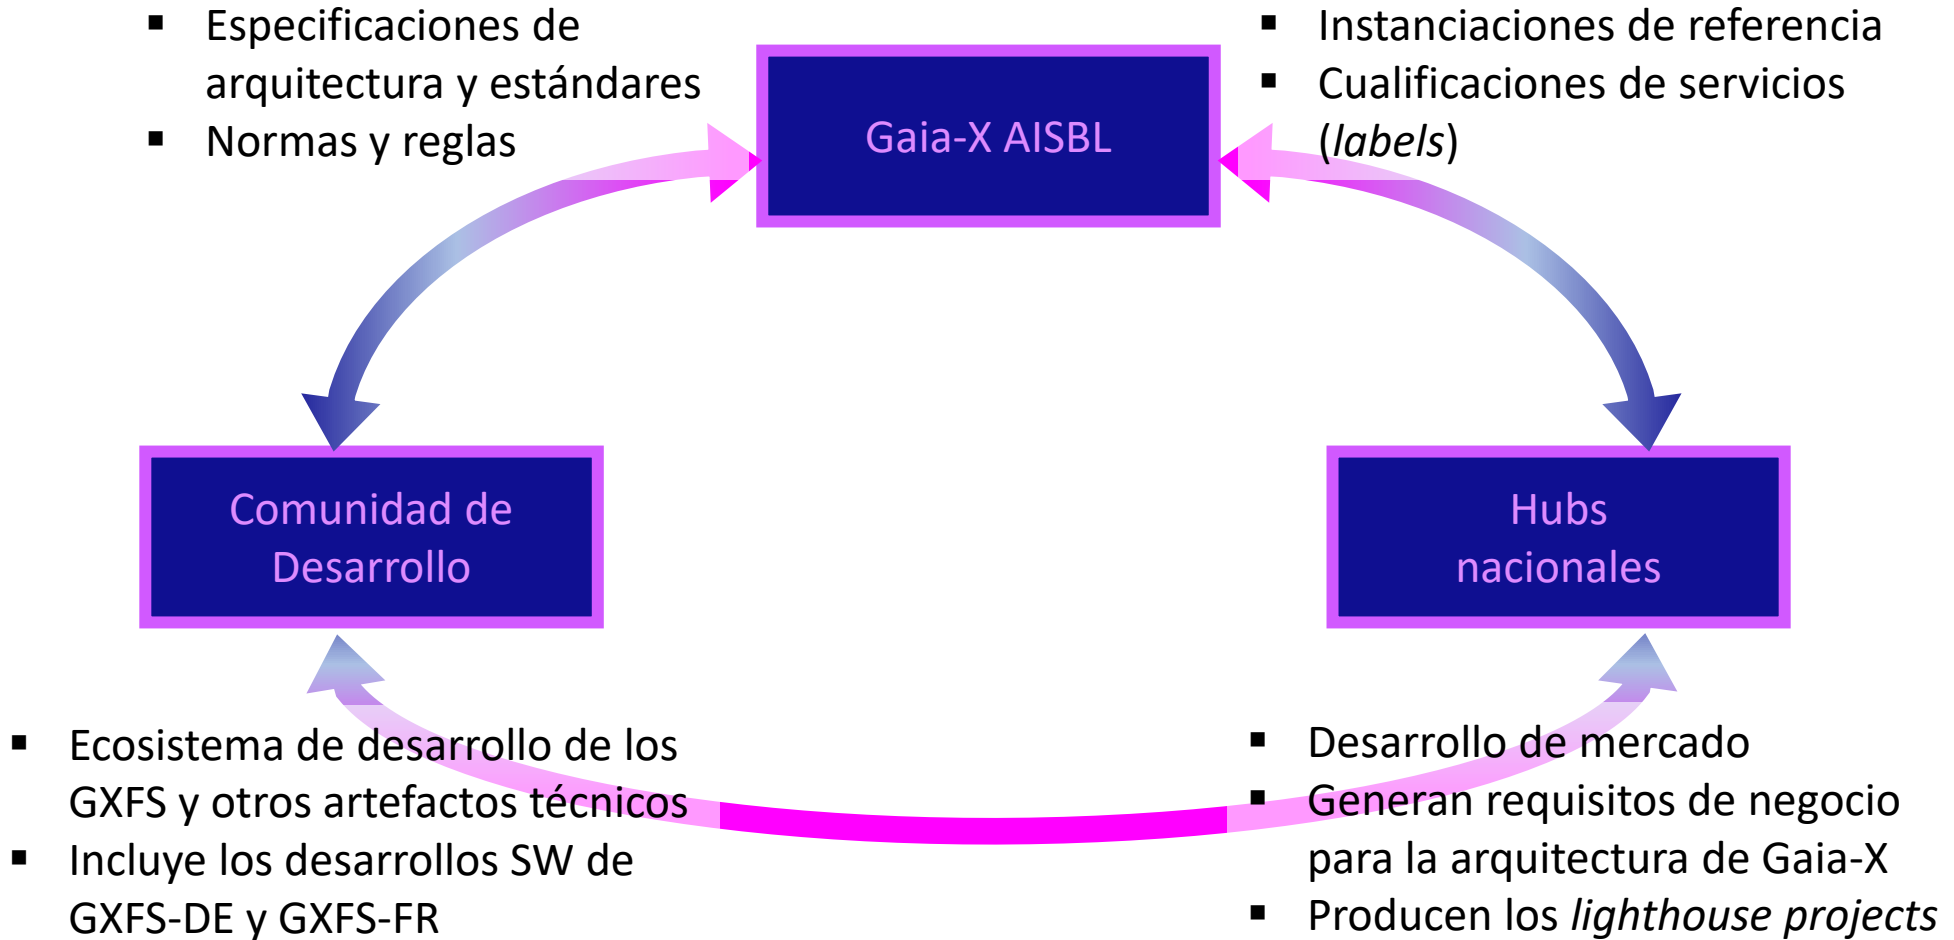 ▪ Especificaciones de
arquitectura y estándares
▪ Normas y reglas
Gaia-X AISBL
▪ Instanciaciones de referencia
▪ Cualificaciones de servicios
(labels)
Comunidad de
Desarrollo
Hubs
nacionales
▪ Ecosistema de desarrollo de los
GXFS y otros artefactos técnicos
▪ Incluye los desarrollos SW de
GXFS-DE y GXFS-FR
▪ Desarrollo de mercado
▪ Generan requisitos de negocio
para la arquitectura de Gaia-X
▪ Producen los lighthouse projects